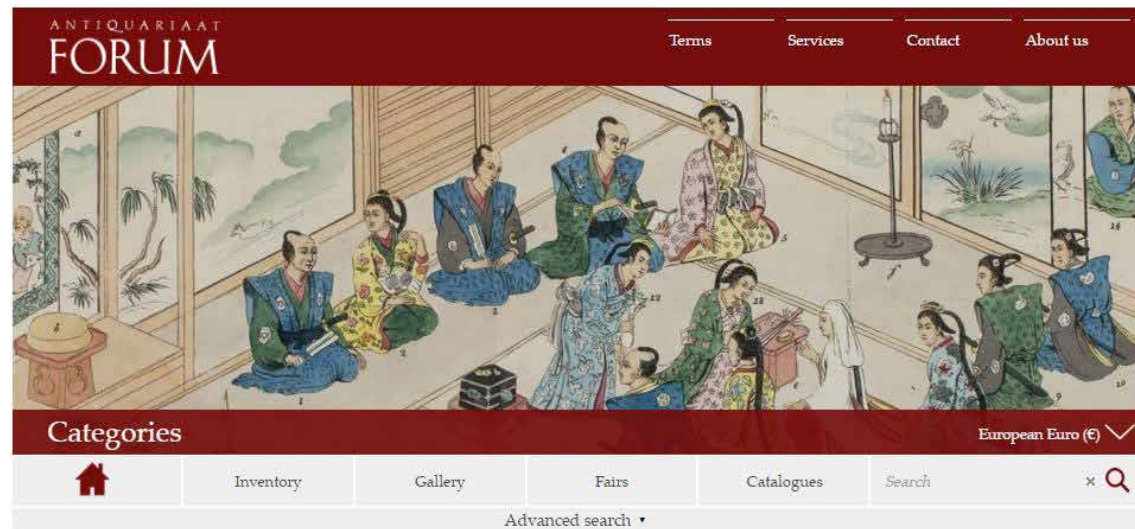 ANTIQUARIAAT
FORUM
Terms Services Contact About us
Categories
European Euro (€)
Inventory Gallery Fairs Catalogues Search ×
Advanced search ▾